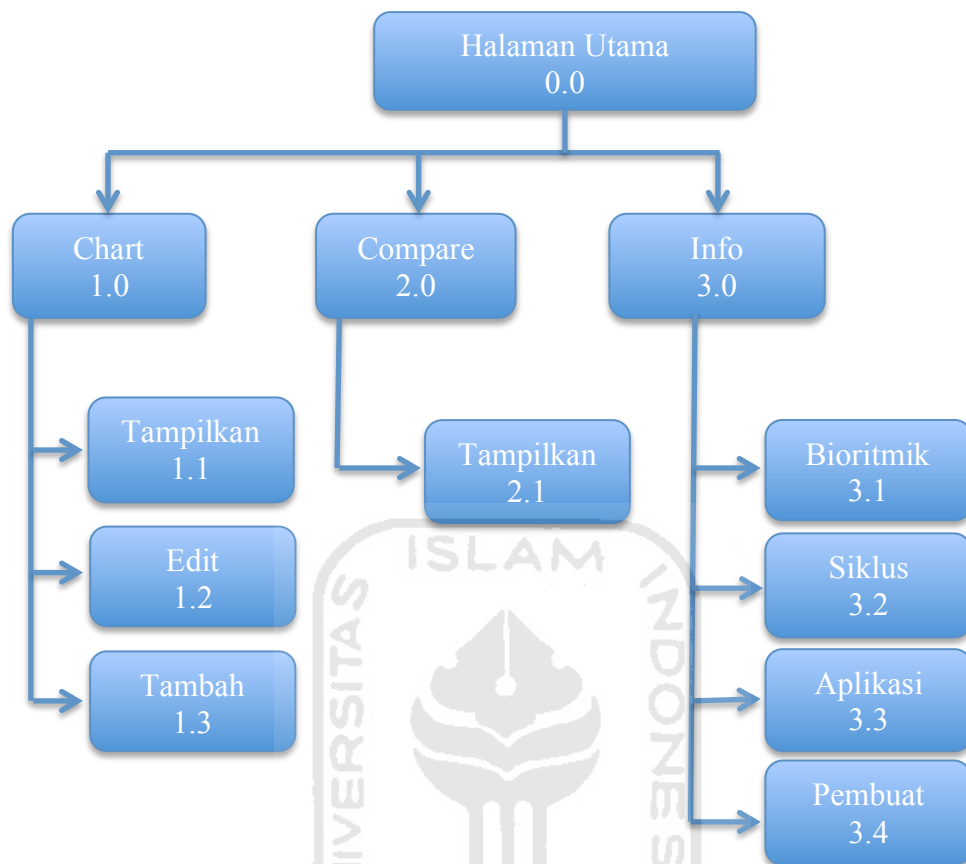 Halaman Utama
0.0
Chart
1.0
Compare
2.0
Info
3.0
Tampilkan
1.1
Edit
1.2
Tambah
1.3
Tampilkan
2.1
Bioritmik
3.1
Siklus
3.2
Aplikasi
3.3
Pembuat
3.4
ISLAM
NIVERSITAS
INDONES